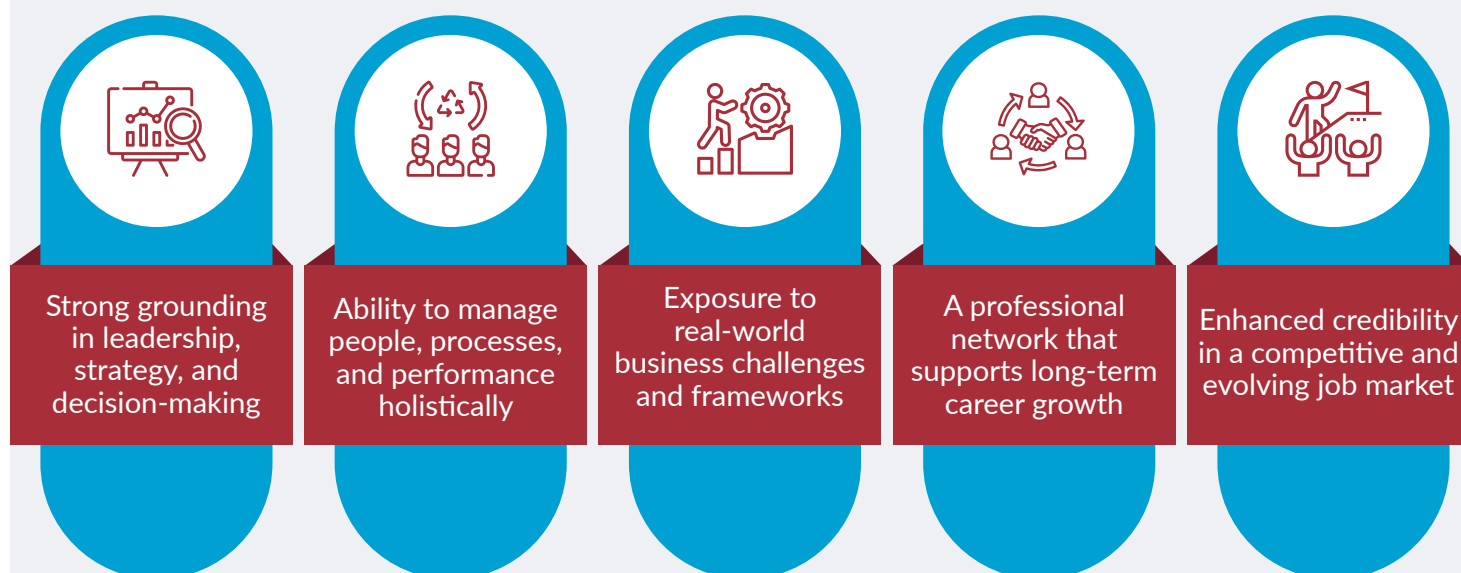 Strong grounding
in leadership,
strategy, and
decision-making
Ability to manage
people, processes,
and performance
holistically
Exposure to
real-world
business challenges
and frameworks
A professional
network that
supports long-term
career growth
Enhanced credibility
in a competitive and
evolving job market